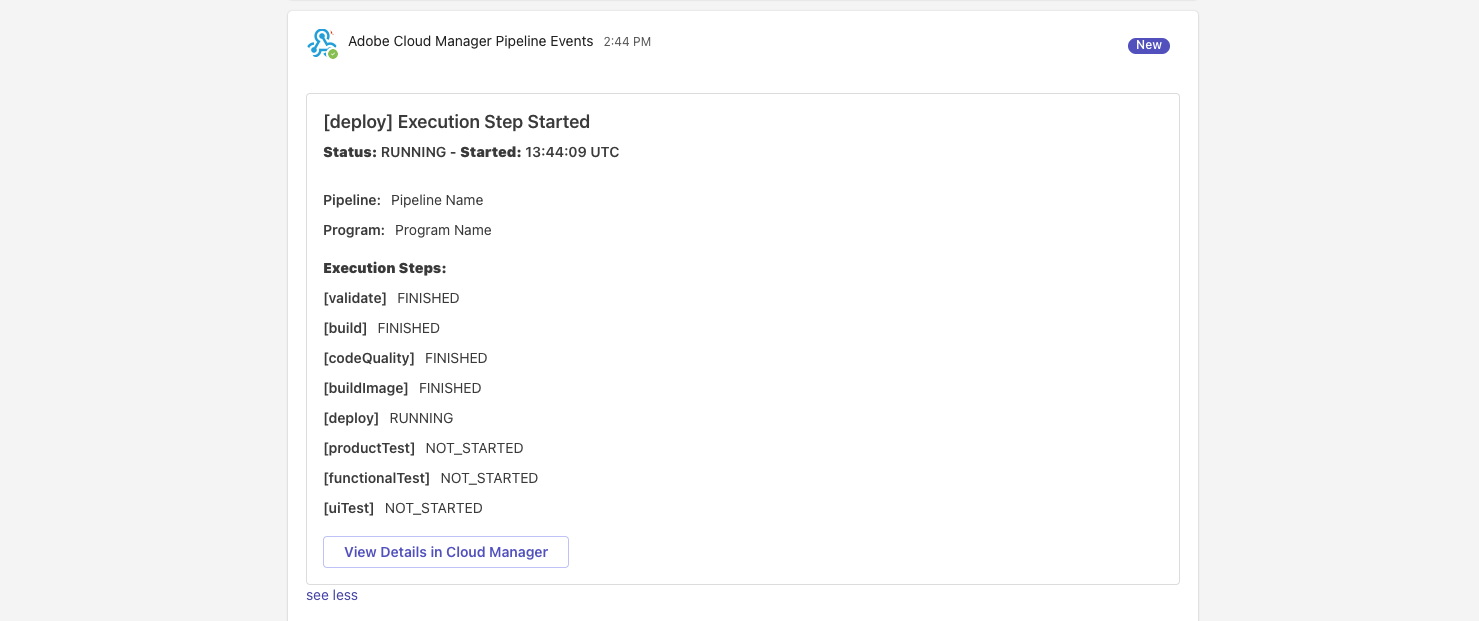 Adobe Cloud Manager Pipeline Events 2:44 PM New
[deploy] Execution Step Started
Status: RUNNING - Started: 13:44:09 UTC
Pipeline: Pipeline Name
Program: Program Name
Execution Steps:
[validate] FINISHED
[build] FINISHED
[codeQuality] FINISHED
[buildImage] FINISHED
[deploy] RUNNING
[productTest] NOT_STARTED
[functionalTest] NOT_STARTED
[uiTest] NOT_STARTED
View Details in Cloud Manager
see less